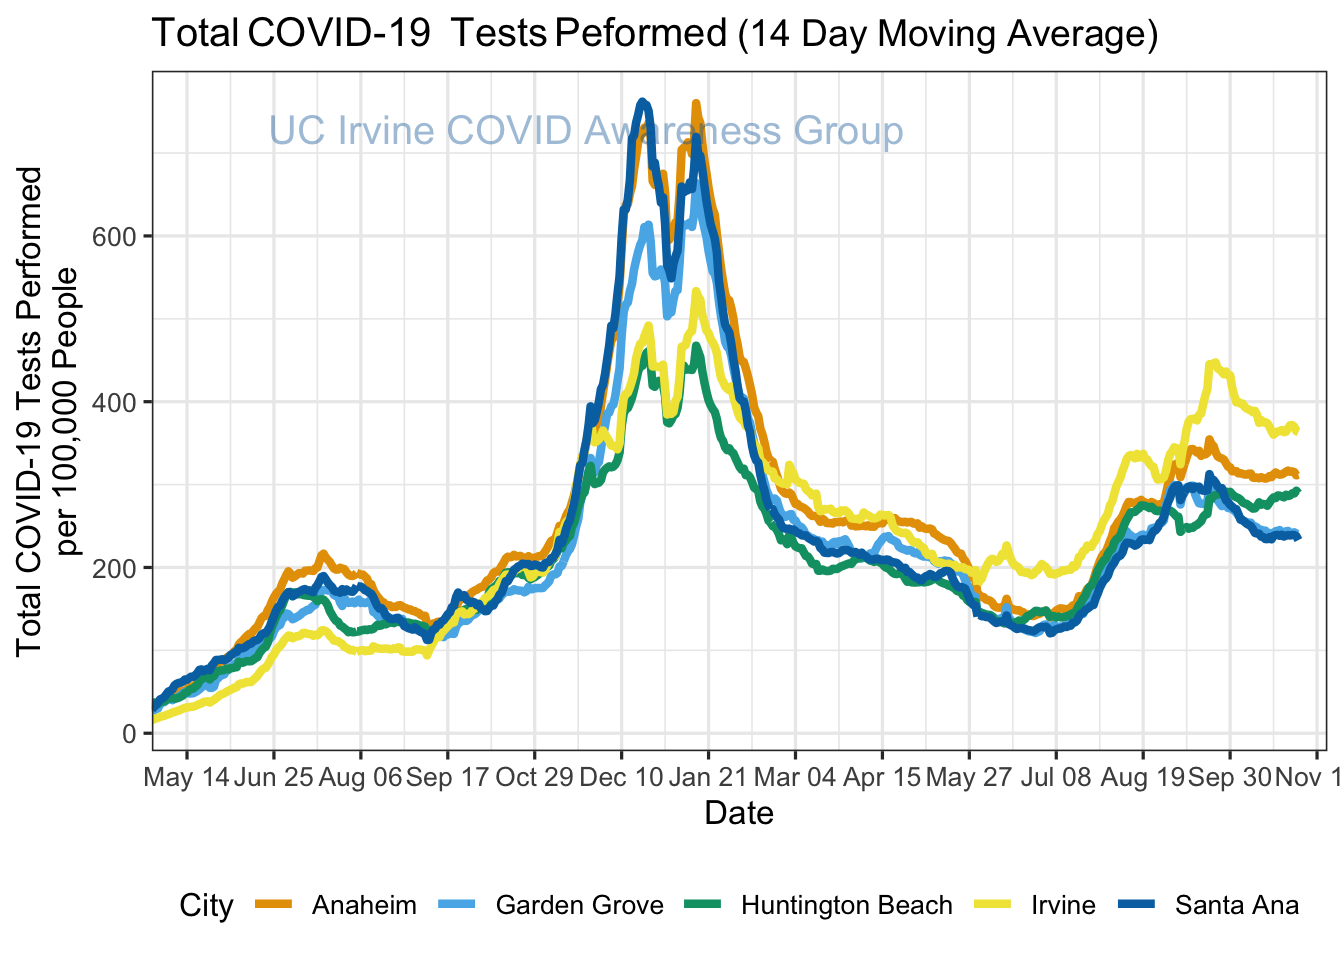 Total COVID-19 Tests Peformed (14 Day Moving Average)
UC Irvine COVID Awareness Group
Total COVID-19 Tests Performed
per 100,000 People
600
400
200
0
May 14 Jun 25 Aug 06 Sep 17 Oct 29 Dec 10 Jan 21 Mar 04 Apr 15 May 27 Jul 08 Aug 19 Sep 30 Nov 1
Date
City Anaheim Garden Grove Huntington Beach Irvine Santa Ana